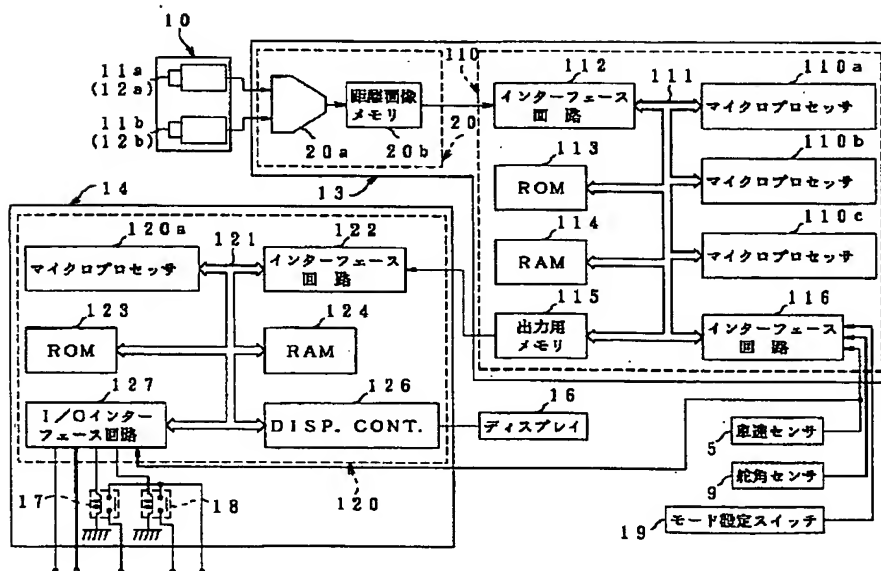 10
11a
(12a)
11b
(12b)
20a
距離画像
メモリ
20b
20
13
110
112
インターフェース
回 路
111
110a
マイクロプロセッサ
113
ROM
110b
マイクロプロセッサ
114
RAM
110c
マイクロプロセッサ
115
出力用
メモリ
116
インターフェース
回 路
14
120a
マイクロプロセッサ
121
122
インターフェース
回 路
123
ROM
124
RAM
127
I/Oインター
フェース回路
126
DISP. CONT.
16
ディスプレイ
120
17
18
車速センサ
5
舵角センサ
9
モード設定スイッチ
19